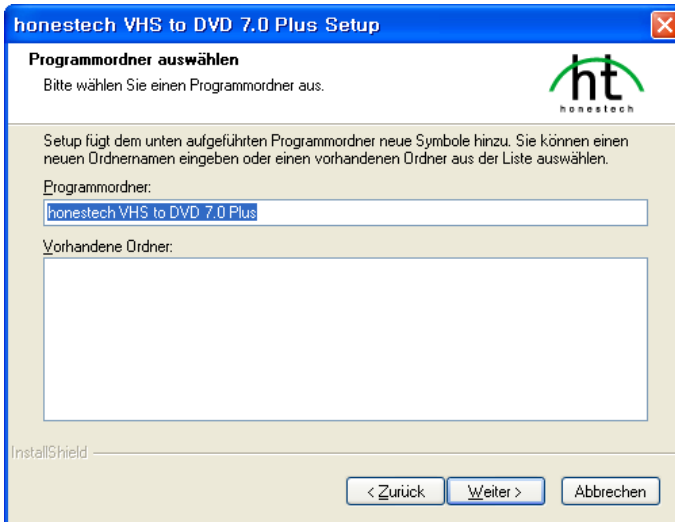 honestech VHS to DVD 7.0 Plus Setup
Programmordner auswählen
Bitte wählen Sie einen Programmordner aus.
ht
honestech
Setup fügt dem unten aufgeführten Programmordner neue Symbole hinzu. Sie können einen
neuen Ordnernamen eingeben oder einen vorhandenen Ordner aus der Liste auswählen.
Programmordner:
honestech VHS to DVD 7.0 Plus
Vorhandene Ordner:
InstallShield
< Zurück
Weiter >
Abbrechen